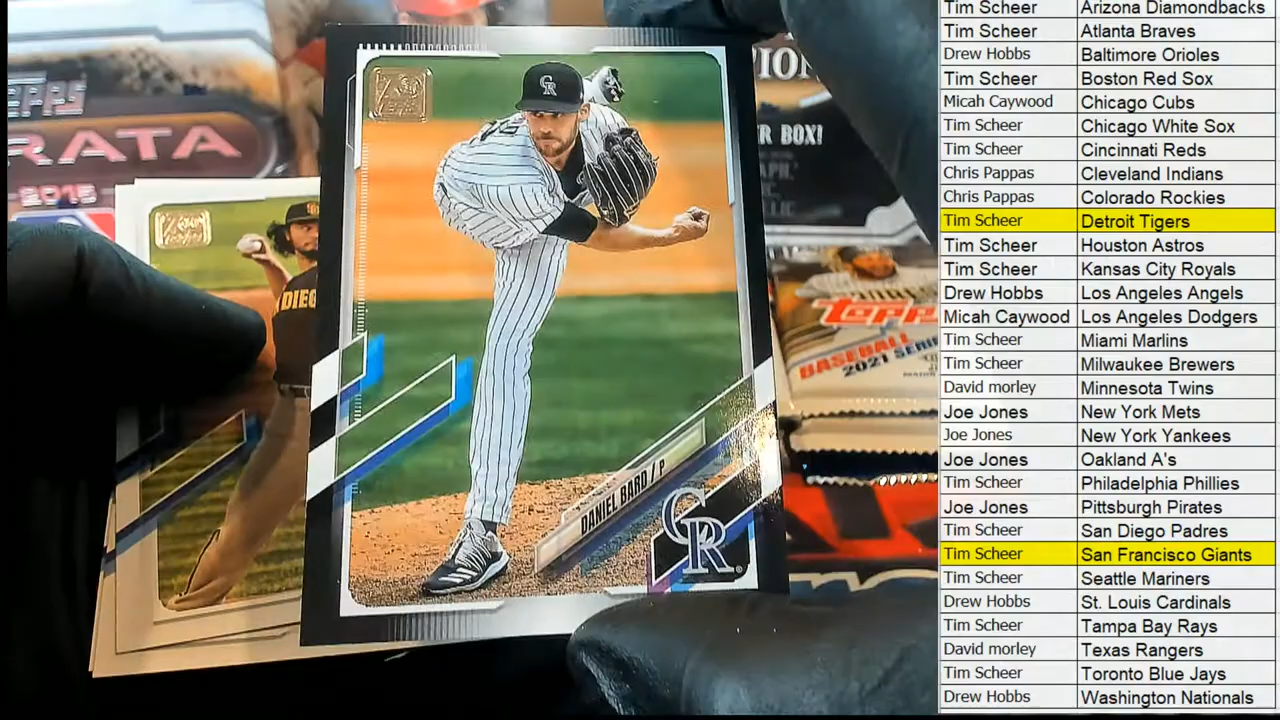 TOPPS
RATA
2015
PION
R BOX!
DIEG
CR
DANIEL BARD / P
CR
topp
BASEBALL
2021 SERIE
Tim Scheer Arizona Diamondbacks
Tim Scheer Atlanta Braves
Drew Hobbs Baltimore Orioles
Tim Scheer Boston Red Sox
Micah Caywood Chicago Cubs
Tim Scheer Chicago White Sox
Tim Scheer Cincinnati Reds
Chris Pappas Cleveland Indians
Chris Pappas Colorado Rockies
Tim Scheer Detroit Tigers
Tim Scheer Houston Astros
Tim Scheer Kansas City Royals
Drew Hobbs Los Angeles Angels
Micah Caywood Los Angeles Dodgers
Tim Scheer Miami Marlins
Tim Scheer Milwaukee Brewers
David morley Minnesota Twins
Joe Jones New York Mets
Joe Jones New York Yankees
Joe Jones Oakland A's
Tim Scheer Philadelphia Phillies
Joe Jones Pittsburgh Pirates
Tim Scheer San Diego Padres
Tim Scheer San Francisco Giants
Tim Scheer Seattle Mariners
Drew Hobbs St. Louis Cardinals
Tim Scheer Tampa Bay Rays
David morley Texas Rangers
Tim Scheer Toronto Blue Jays
Drew Hobbs Washington Nationals